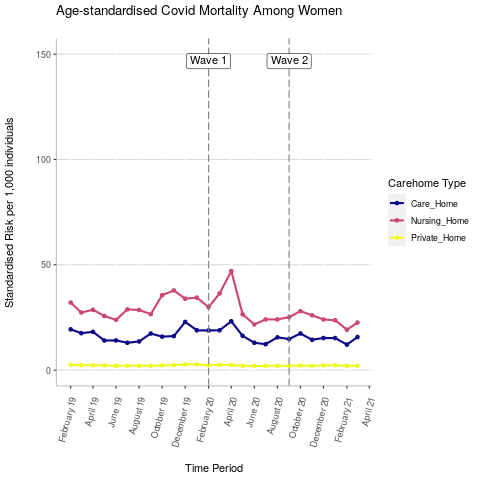 Age-standardised Covid Mortality Among Women
Standardised Risk per 1,000 individuals
150
100
50
0
Wave 1
Wave 2
February 19
April 19
June 19
August 19
October 19
December 19
February 20
April 20
June 20
August 20
October 20
December 20
February 21
April 21
Time Period
Carehome Type
Care_Home
Nursing_Home
Private_Home